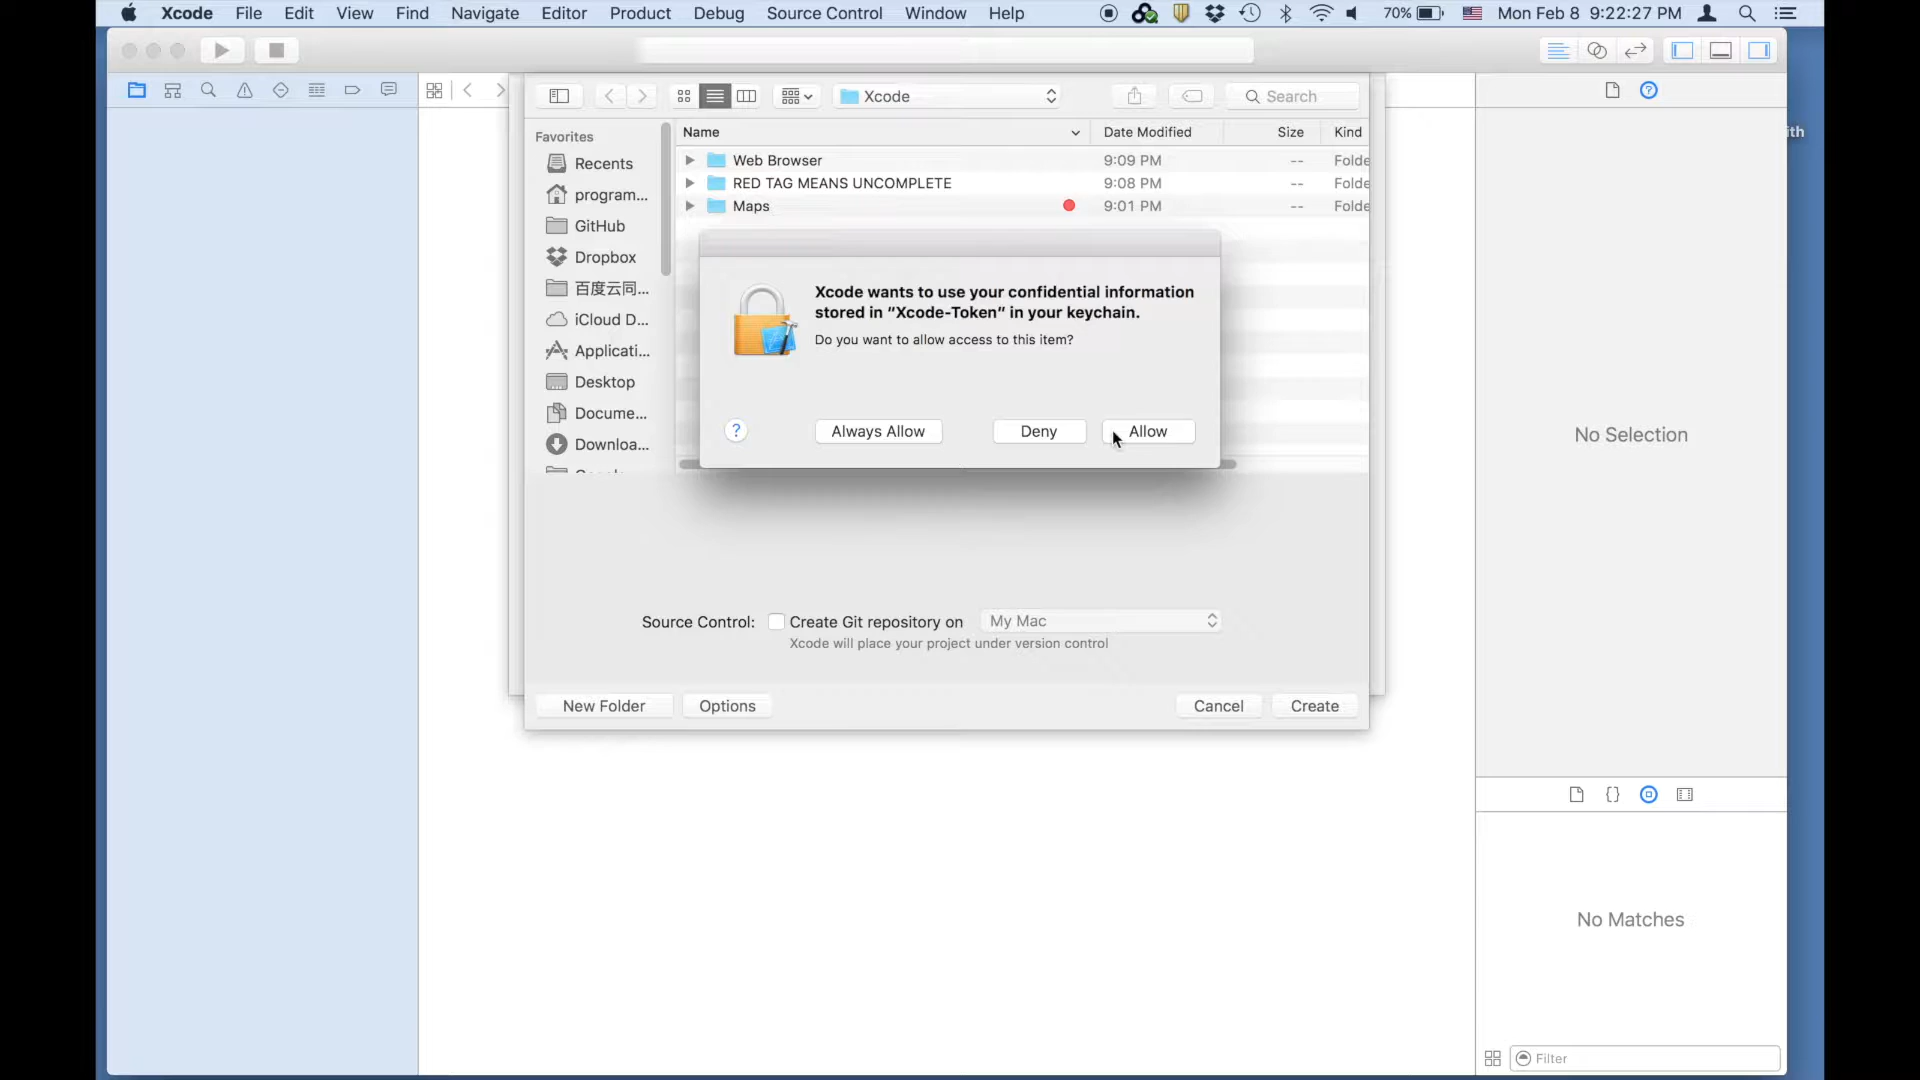 Xcode File Edit View Find Navigate Editor Product Debug Source Control Window Help 70% Mon Feb 8 9:22:27 PM
Xcode Search
ith
Favorites
Recents
program...
GitHub
Dropbox
百度云同...
iCloud D...
Applicati...
Desktop
Docume...
Downloa...
Name Date Modified Size Kind
Web Browser 9:09 PM -- Folde
RED TAG MEANS UNCOMPLETE 9:08 PM -- Folde
Maps 9:01 PM -- Folde
Xcode wants to use your confidential information
stored in “Xcode-Token” in your keychain.
Do you want to allow access to this item?
? Always Allow Deny Allow
Source Control: Create Git repository on My Mac
Xcode will place your project under version control
New Folder Options Cancel Create
No Selection
No Matches
Filter